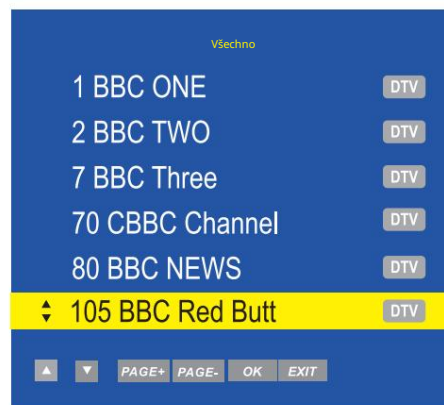 Všechno
1 BBC ONE DTV
2 BBC TWO DTV
7 BBC Three DTV
70 CBBC Channel DTV
80 BBC NEWS DTV
105 BBC Red Butt DTV
PAGE+ PAGE- OK EXIT